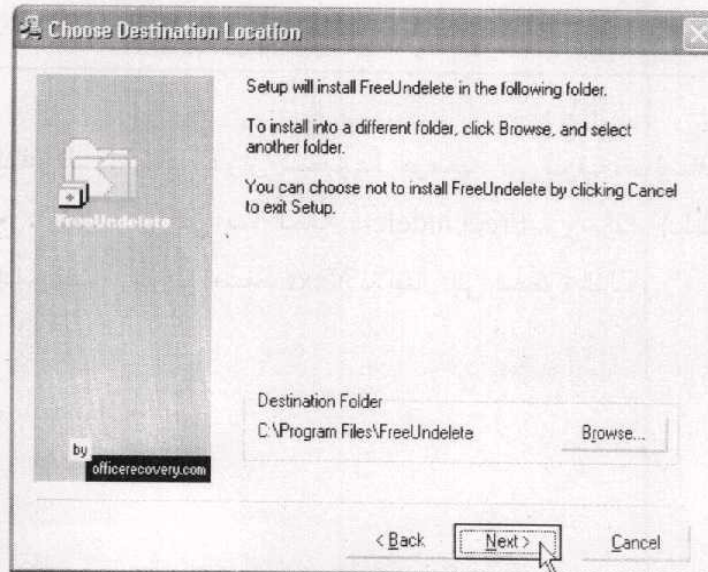 Choose Destination Location
Setup will install FreeUndelete in the following folder.
To install into a different folder, click Browse, and select
another folder.
You can choose not to install FreeUndelete by clicking Cancel
to exit Setup.
FreeUndelete
Destination Folder
C:\Program Files\FreeUndelete
Browse...
by
officerecovery.com
< Back
Next >
Cancel